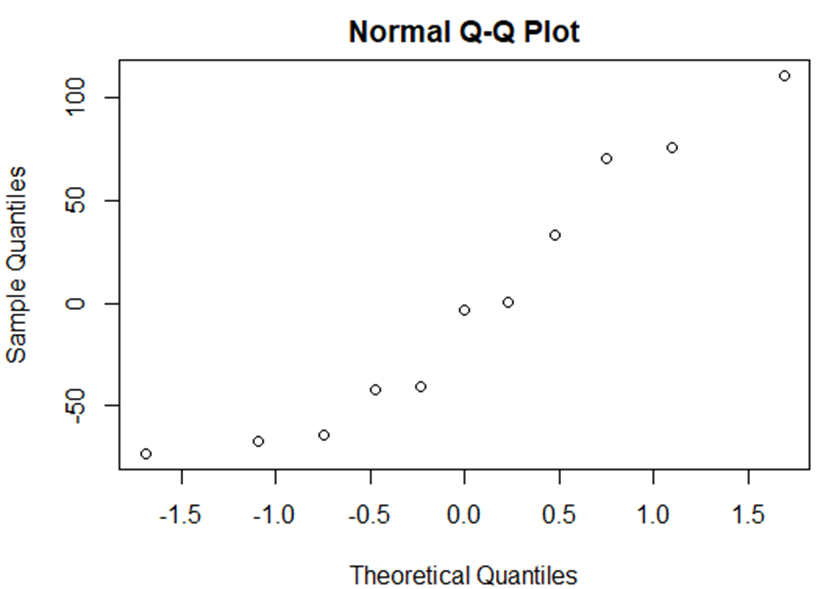 Normal Q-Q Plot
Sample Quantiles
100
50
0
-50
-1.5 -1.0 -0.5 0.0 0.5 1.0 1.5
Theoretical Quantiles